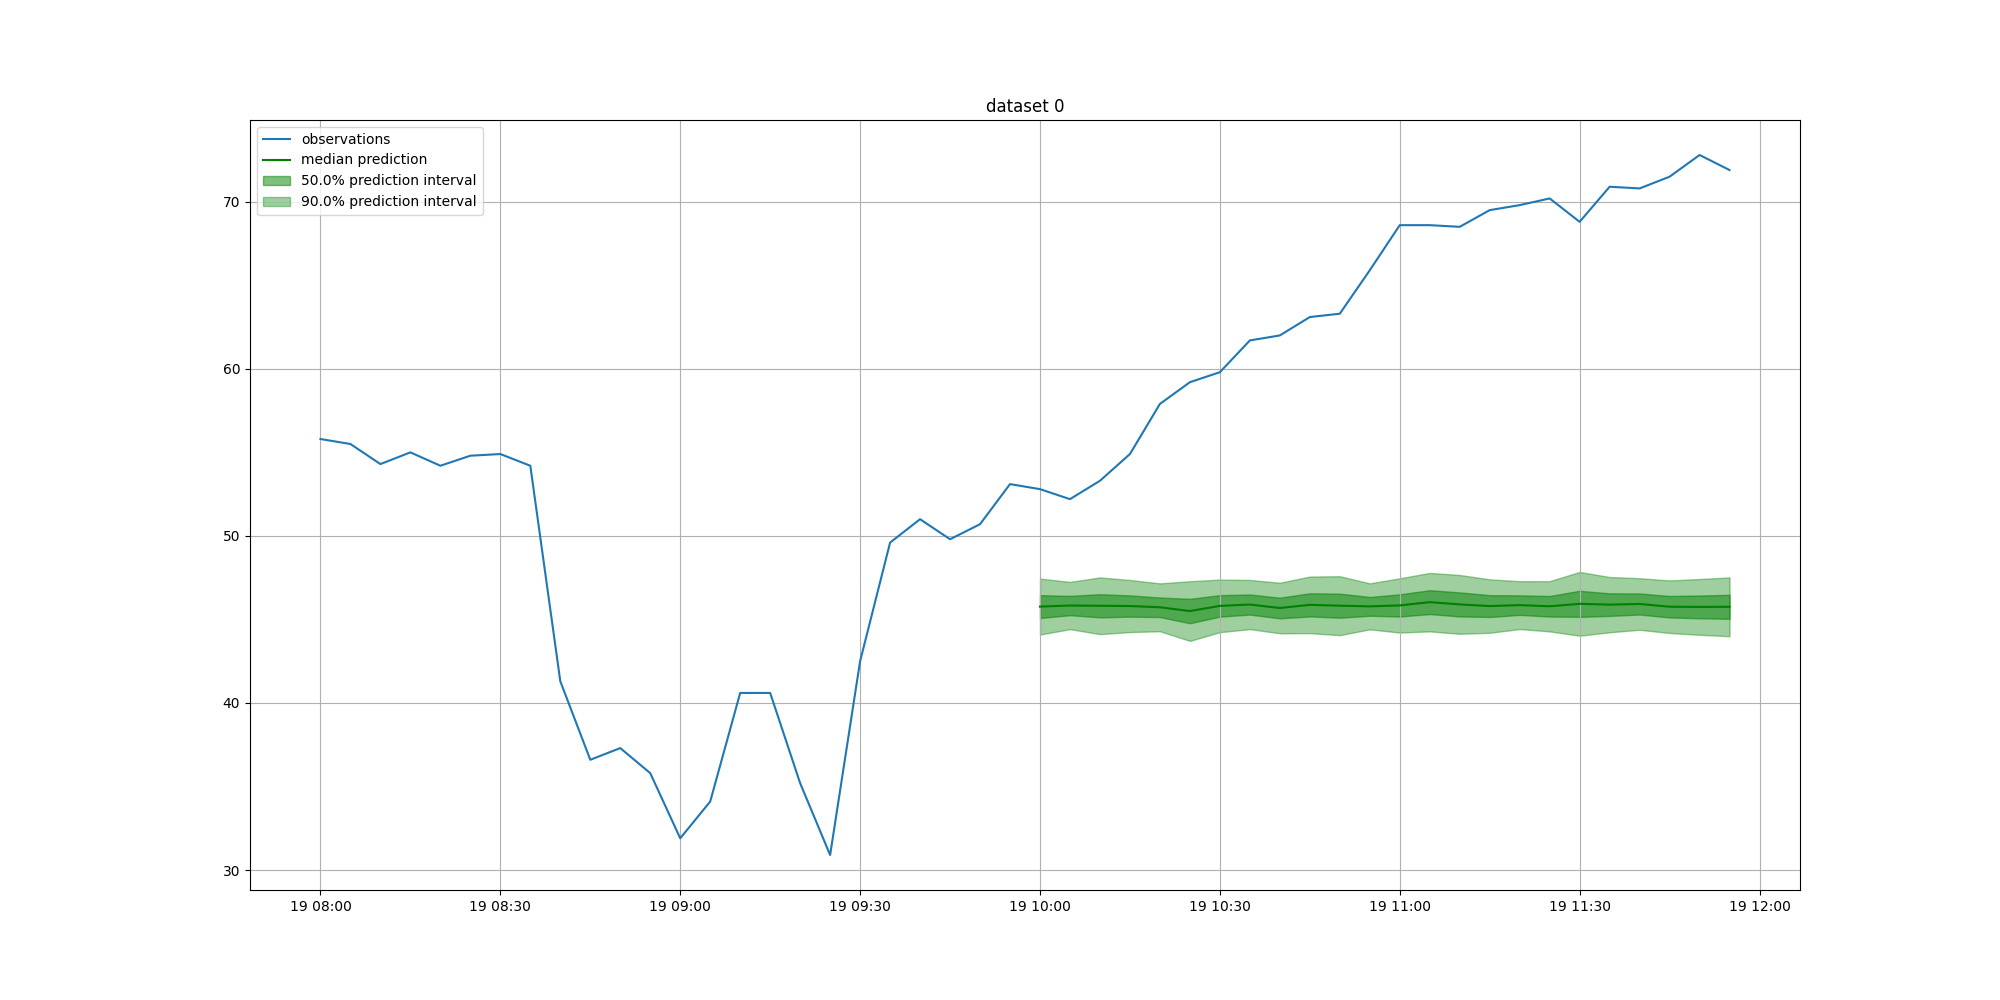 dataset 0
observations
median prediction
50.0% prediction interval
90.0% prediction interval
70
60
50
40
30
19 08:00 19 08:30 19 09:00 19 09:30 19 10:00 19 10:30 19 11:00 19 11:30 19 12:00